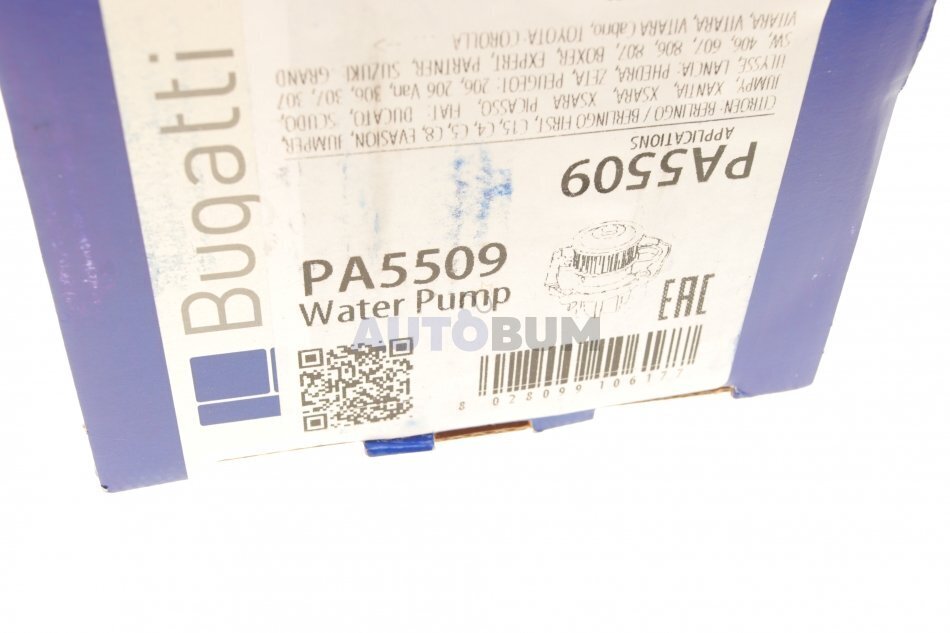 PA5509
APPLICATIONS
CITROEN: BERLINGO / BERLINGO FIRST, C15, C4, C5, C8, EVASION, JUMPER,
JUMPY, XANTIA, XSARA, XSARA PICASSO, FIAT: DUCATO, SCUDO,
ULYSSE, LANCIA: PHEDRA, ZETA, PEUGEOT: 206, 206 Van, 306, 307, 307
SW, 406, 607, 806, 807, BOXER, EXPERT, PARTNER, SUZUKI: GRAND
VITARA, VITARA, VITARA Cabrio, TOYOTA: COROLLA
Bugatti
PA5509
Water Pump
EAC
AUTOBUM
8 028099 106177